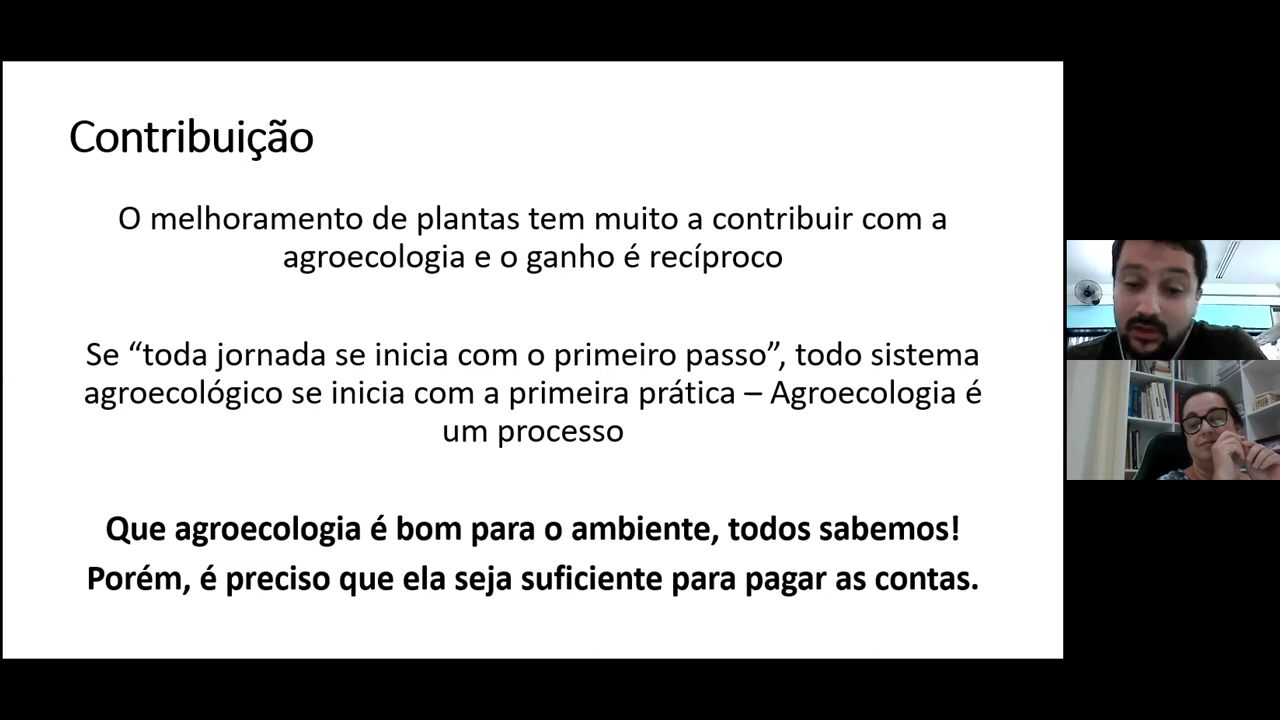 Contribuição
O melhoramento de plantas tem muito a contribuir com a
agroecologia e o ganho é recíproco
Se “toda jornada se inicia com o primeiro passo”, todo sistema
agroecológico se inicia com a primeira prática – Agroecologia é
um processo
Que agroecologia é bom para o ambiente, todos sabemos!
Porém, é preciso que ela seja suficiente para pagar as contas.